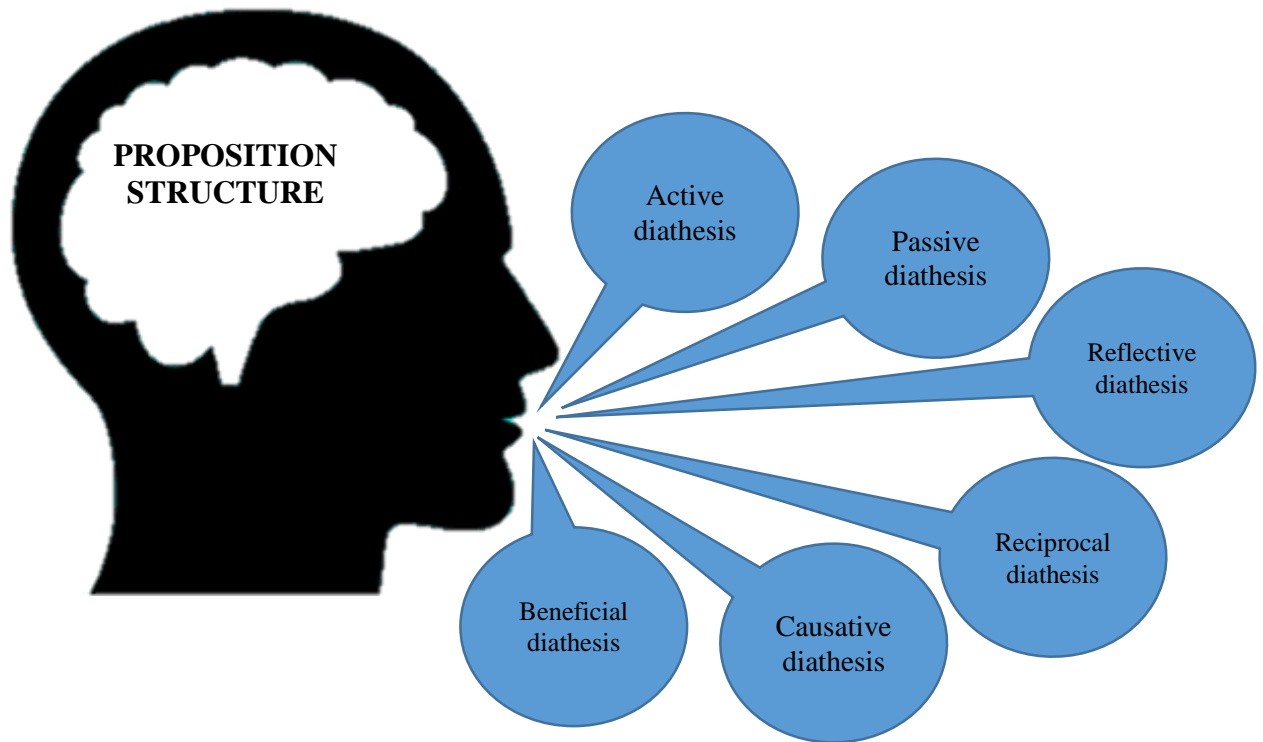 PROPOSITION
STRUCTURE
Active
diathesis
Passive
diathesis
Reflective
diathesis
Reciprocal
diathesis
Causative
diathesis
Beneficial
diathesis